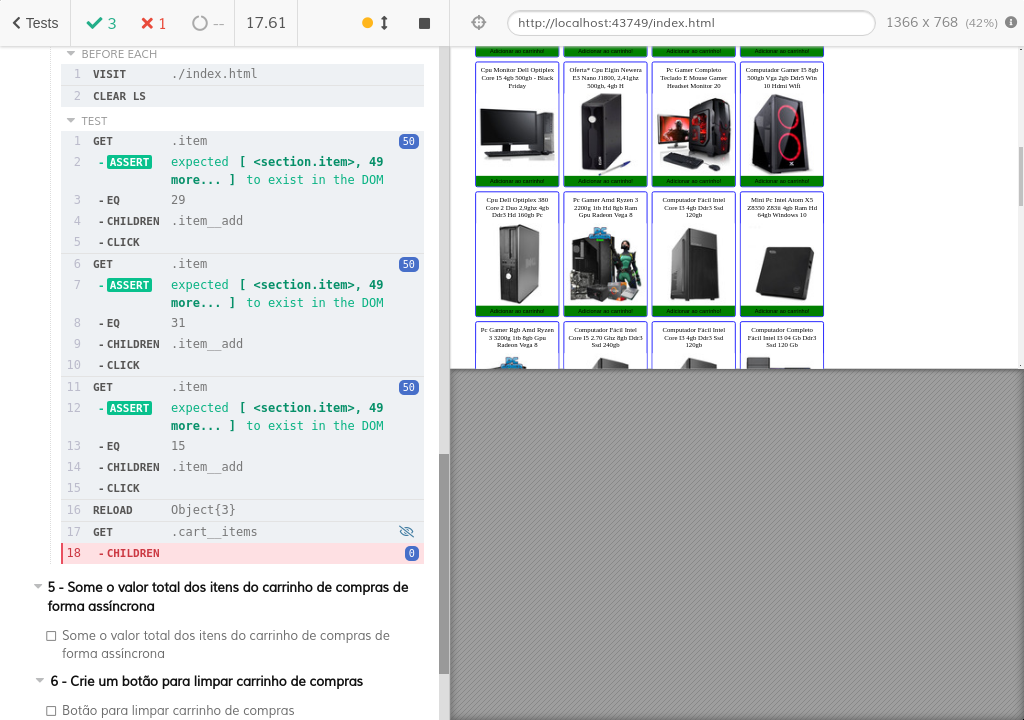 Tests 3 1 -- 17.61 http://localhost:43749/index.html 1366 x 768 (42%)
BEFORE EACH
1 VISIT ./index.html
2 CLEAR LS
TEST
1 GET .item 50
2 -ASSERT expected [ <section.item>, 49
more... ] to exist in the DOM
3 -EQ 29
4 -CHILDREN .item__add
5 -CLICK
6 GET .item 50
7 -ASSERT expected [ <section.item>, 49
more... ] to exist in the DOM
8 -EQ 31
9 -CHILDREN .item__add
10 -CLICK
11 GET .item 50
12 -ASSERT expected [ <section.item>, 49
more... ] to exist in the DOM
13 -EQ 15
14 -CHILDREN .item__add
15 -CLICK
16 RELOAD Object{3}
17 GET .cart__items
18 -CHILDREN 0
5 - Some o valor total dos itens do carrinho de compras de
forma assíncrona
Some o valor total dos itens do carrinho de compras de
forma assíncrona
6 - Crie um botão para limpar carrinho de compras
Botão para limpar carrinho de compras
Adicionar ao carrinho! Adicionar ao carrinho! Adicionar ao carrinho! Adicionar ao carrinho!
Cpu Monitor Dell Optiplex
Core I5 4gb 500gb - Black
Friday
Adicionar ao carrinho!
Oferta* Cpu Elgin Newera
E3 Nano J1800, 2,41ghz
500gb, 4gb H
Adicionar ao carrinho!
Pc Gamer Completo
Teclado E Mouse Gamer
Headset Monitor 20
Adicionar ao carrinho!
Computador Gamer I5 8gb
500gb Vga 2gb Ddr5 Win
10 Hdmi Wifi
Adicionar ao carrinho!
Cpu Dell Optiplex 380
Core 2 Duo 2.9ghz 4gb
Ddr3 Hd 160gb Pc
Adicionar ao carrinho!
Pc Gamer Amd Ryzen 3
2200g 1tb Hd 8gb Ram
Gpu Radeon Vega 8
Adicionar ao carrinho!
Computador Fácil Intel
Core I3 4gb Ddr3 Ssd
120gb
Adicionar ao carrinho!
Mini Pc Intel Atom X5
Z8350 Z83ii 4gb Ram Hd
64gb Windows 10
Adicionar ao carrinho!
Pc Gamer Rgb Amd Ryzen
3 3200g 1tb 8gb Gpu
Radeon Vega 8
Computador Fácil Intel
Core I5 2.70 Ghz 8gb Ddr3
Ssd 240gb
Computador Fácil Intel
Core I3 4gb Ddr3 Ssd
120gb
Computador Completo
Fácil Intel I3 04 Gb Ddr3
Ssd 120 Gb